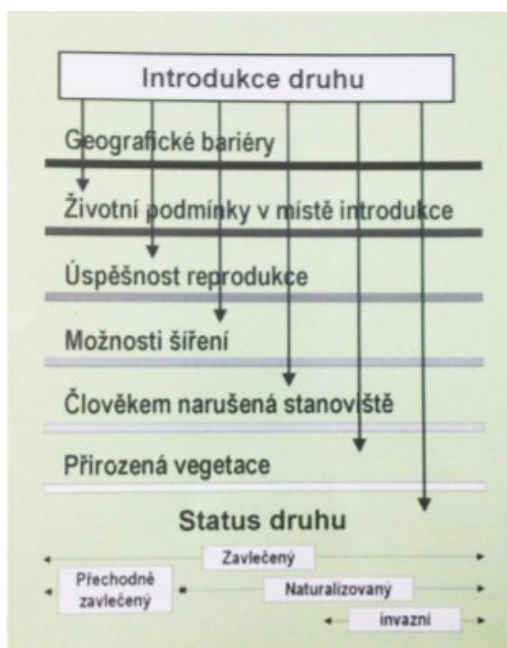 Introdukce druhu
Geografické bariéry
Životní podmínky v místě introdukce
Úspěšnost reprodukce
Možnosti šíření
Člověkem narušená stanoviště
Přirozená vegetace
Status druhu
Zavlečený
Přechodně
zavlečený
Naturalizovaný
invazní